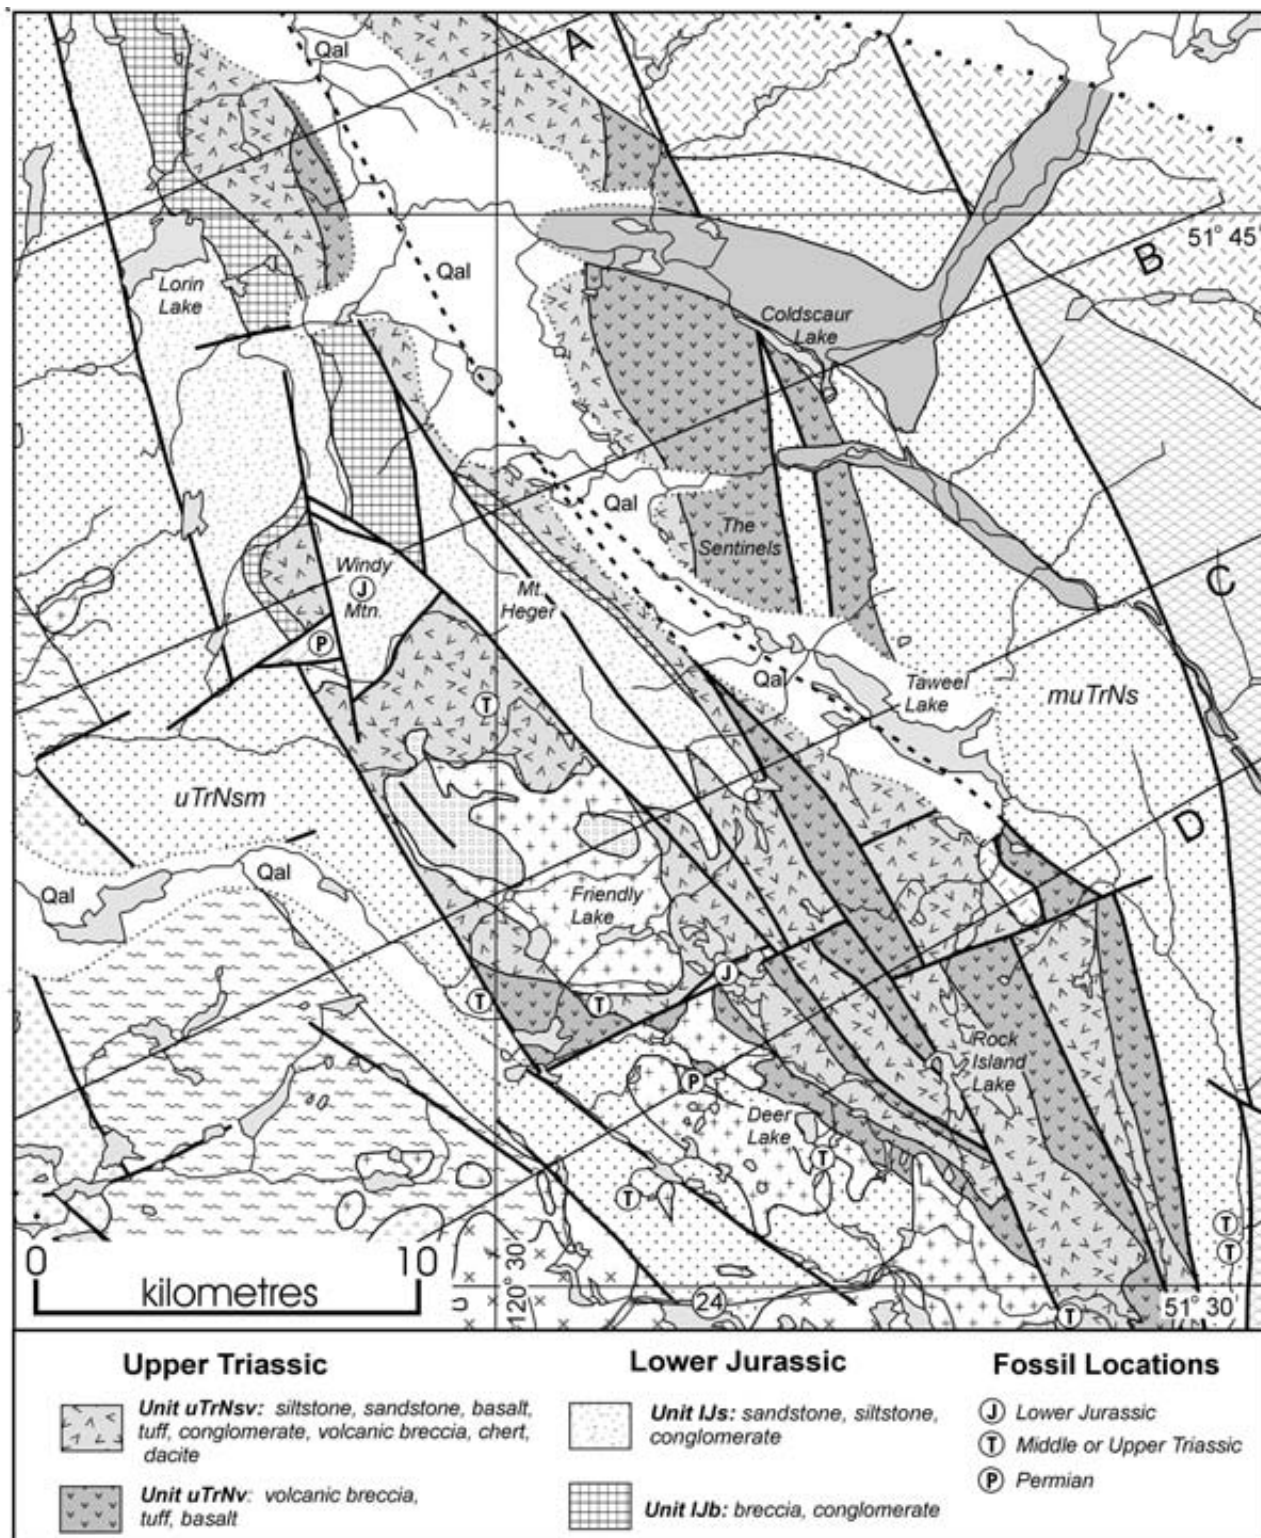 A
Qal
B
51° 45'
Qal
Lorin
Lake
Coldscaur
Lake
Qal
The
Sentinels
Windy
J
Mtn.
Mt.
Heger
C
P
T
Qal
Taweel
Lake
muTrNs
uTrNsm
D
Qal
Qal
Friendly
Lake
J
T
T
Rock
Island
Lake
P
Deer
Lake
T
T
T
T
0 10
kilometres
120° 30'
24
51° 30'
T
Upper Triassic
Unit uTrNsv: siltstone, sandstone, basalt,
tuff, conglomerate, volcanic breccia, chert,
dacite
Unit uTrNv: volcanic breccia,
tuff, basalt
Lower Jurassic
Unit lJs: sandstone, siltstone,
conglomerate
Unit lJb: breccia, conglomerate
Fossil Locations
J Lower Jurassic
T Middle or Upper Triassic
P Permian